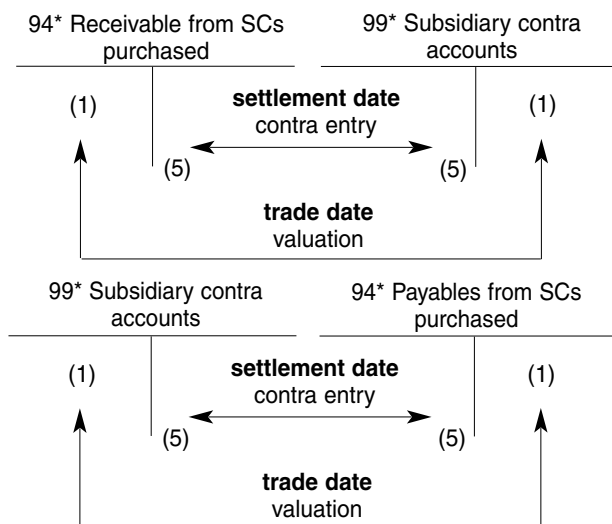 94* Receivable from SCs
purchased
99* Subsidiary contra
accounts
(1)
settlement date
(1)
contra entry
(5)
(5)
trade date
valuation
99* Subsidiary contra
accounts
94* Payables from SCs
purchased
(1)
settlement date
(1)
contra entry
(5)
(5)
trade date
valuation